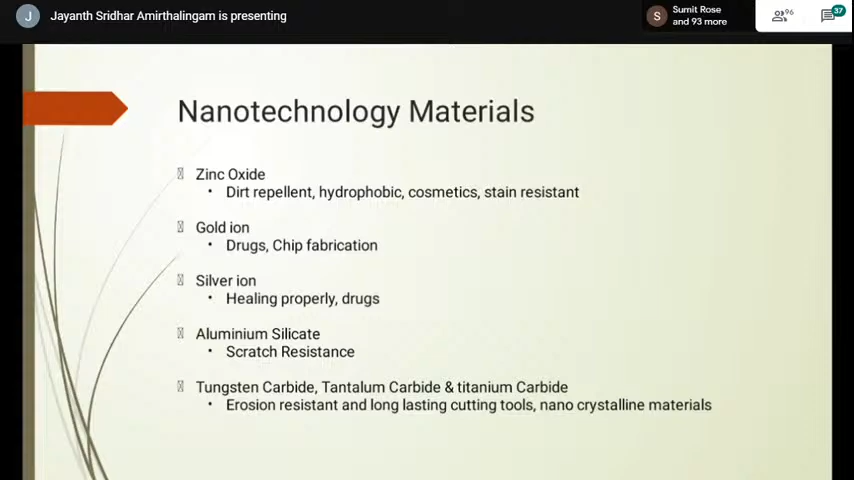 J
Jayanth Sridhar Amirthalingam is presenting
S
Sumit Rose
and 93 more
96
37
Nanotechnology Materials
Zinc Oxide
• Dirt repellent, hydrophobic, cosmetics, stain resistant
Gold ion
• Drugs, Chip fabrication
Silver ion
• Healing properly, drugs
Aluminium Silicate
• Scratch Resistance
Tungsten Carbide, Tantalum Carbide & titanium Carbide
• Erosion resistant and long lasting cutting tools, nano crystalline materials